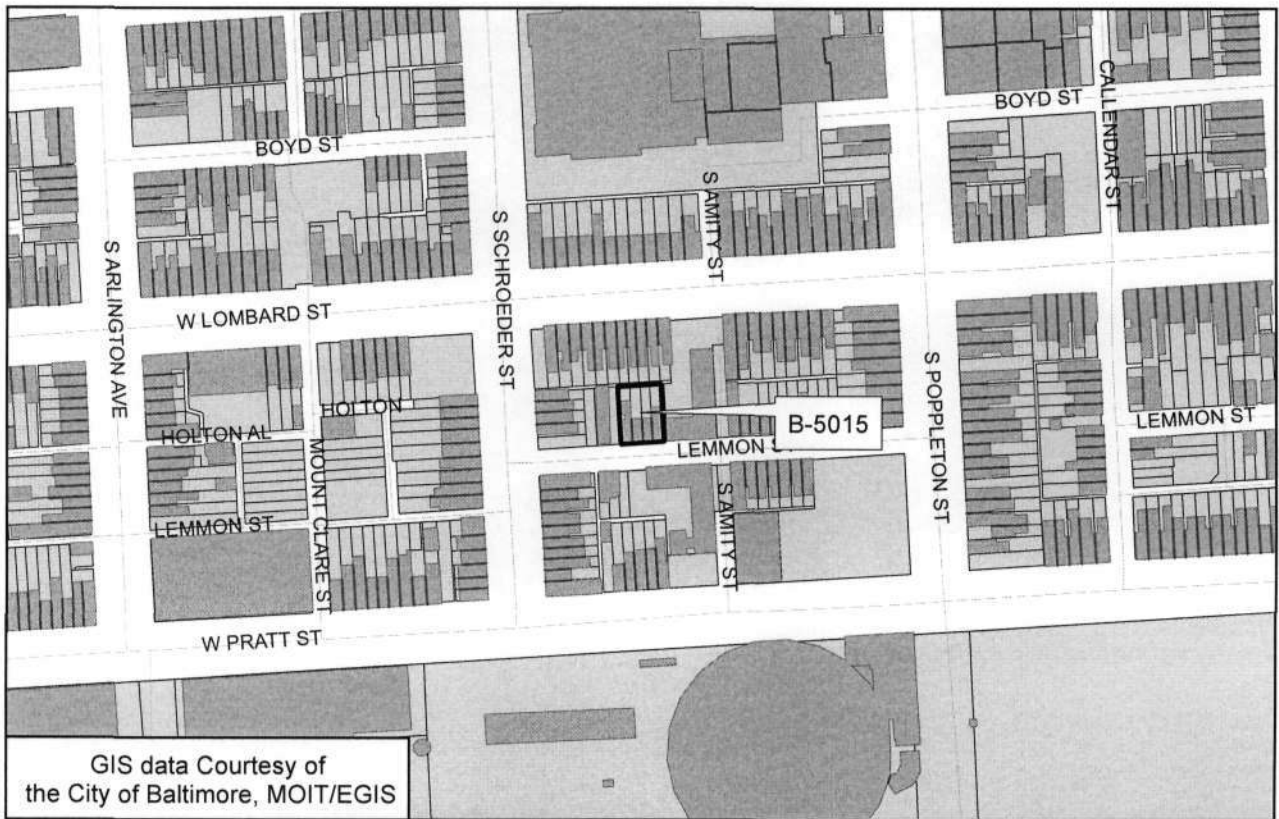 BOYD ST
CALLENDAR ST
BOYD ST
S AMITY ST
S SCHROEDER ST
S ARLINGTON AVE
W LOMBARD ST
S POPPLETON ST
HOLTON
B-5015
LEMMON ST
HOLTON AL
LEMMON ST
MOUNT CLARE ST
S AMITY ST
LEMMON ST
W PRATT ST
GIS data Courtesy of
the City of Baltimore, MOIT/EGIS